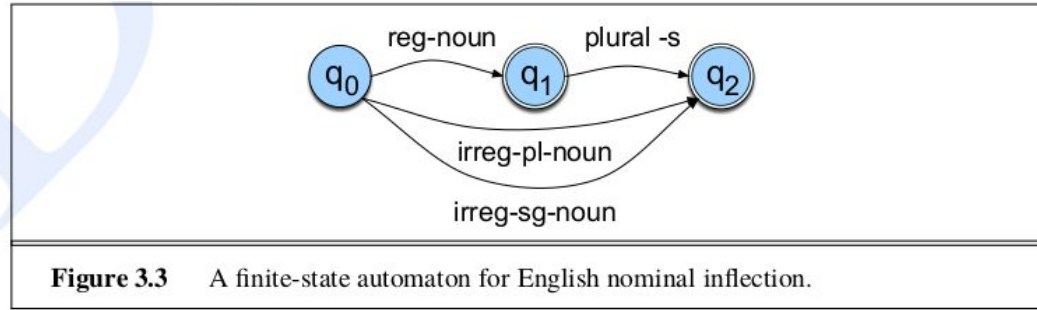 reg-noun plural -s
q0 q1 q2
irreg-pl-noun
irreg-sg-noun
Figure 3.3 A finite-state automaton for English nominal inflection.